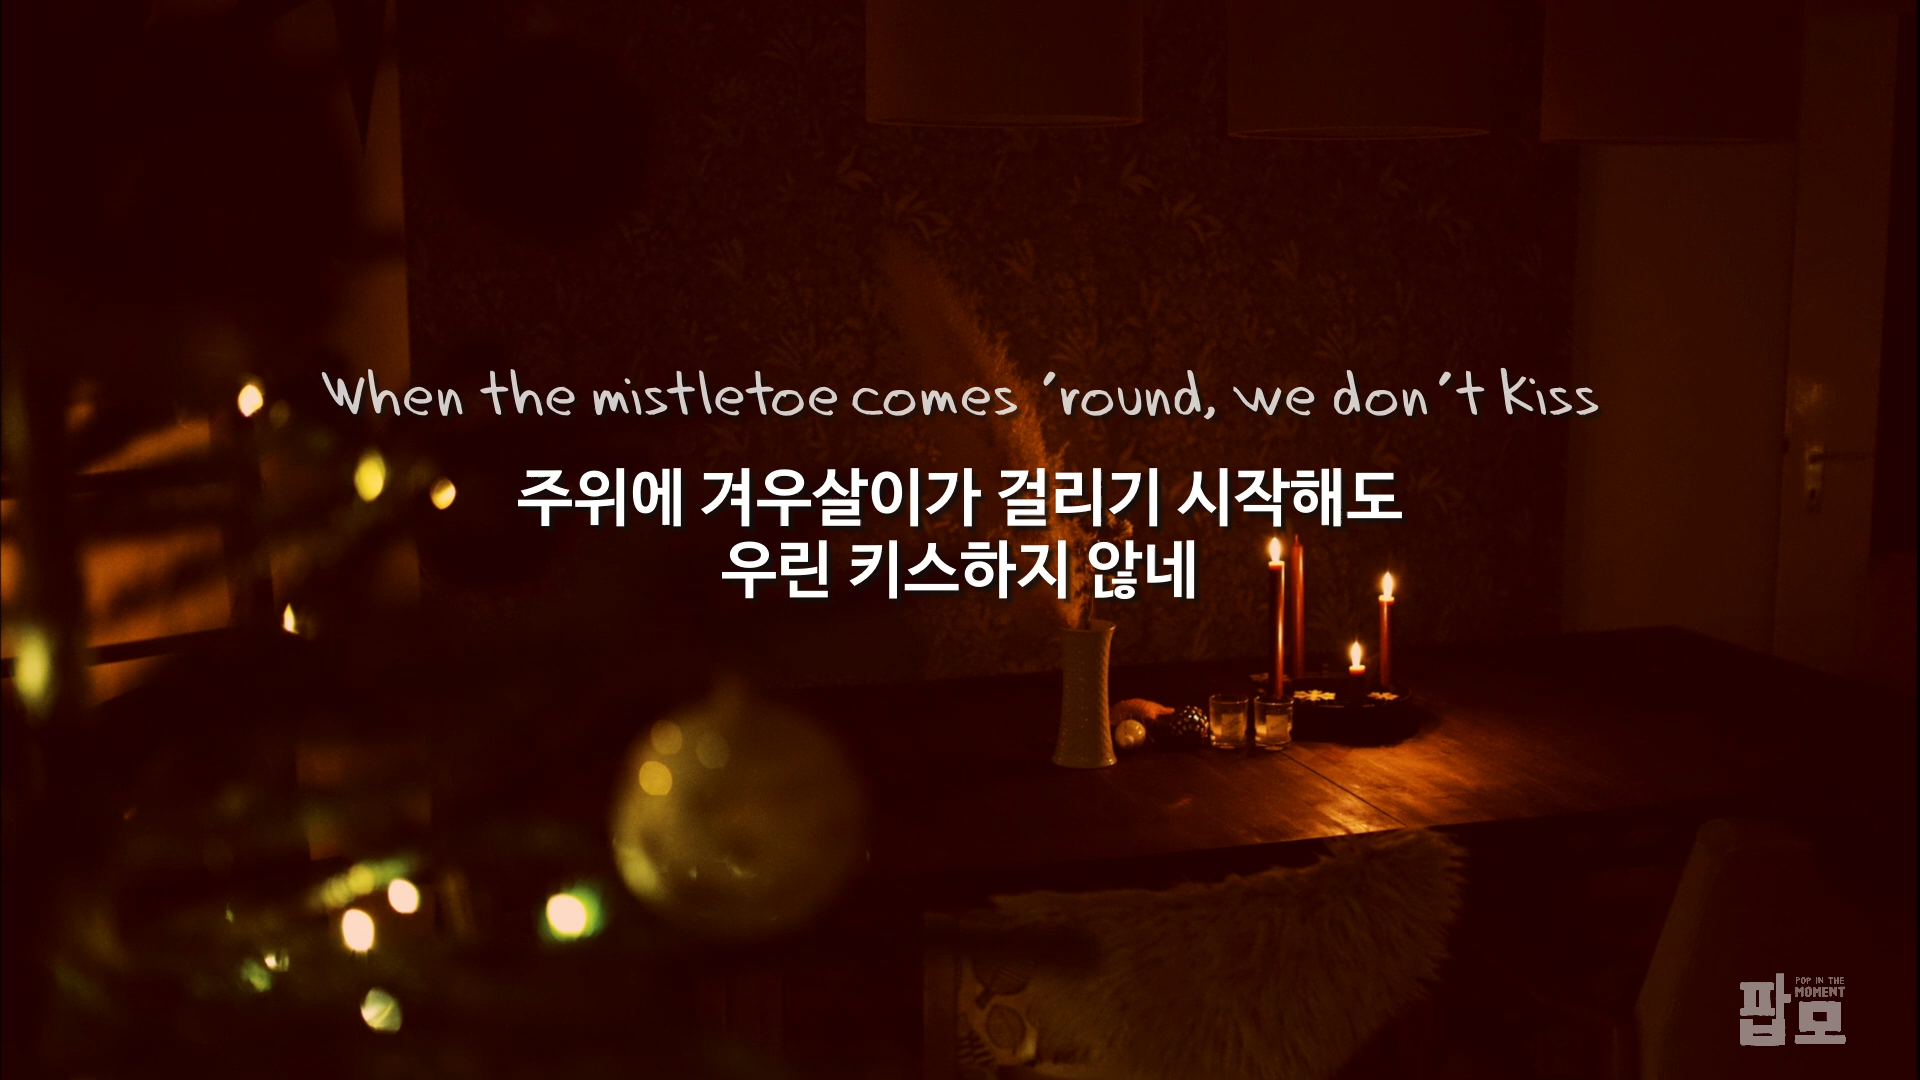 When the mistletoe comes 'round, we don't kiss
주위에 겨우살이가 걸리기 시작해도
우린 키스하지 않네
POP IN THE
MOMENT
팝모